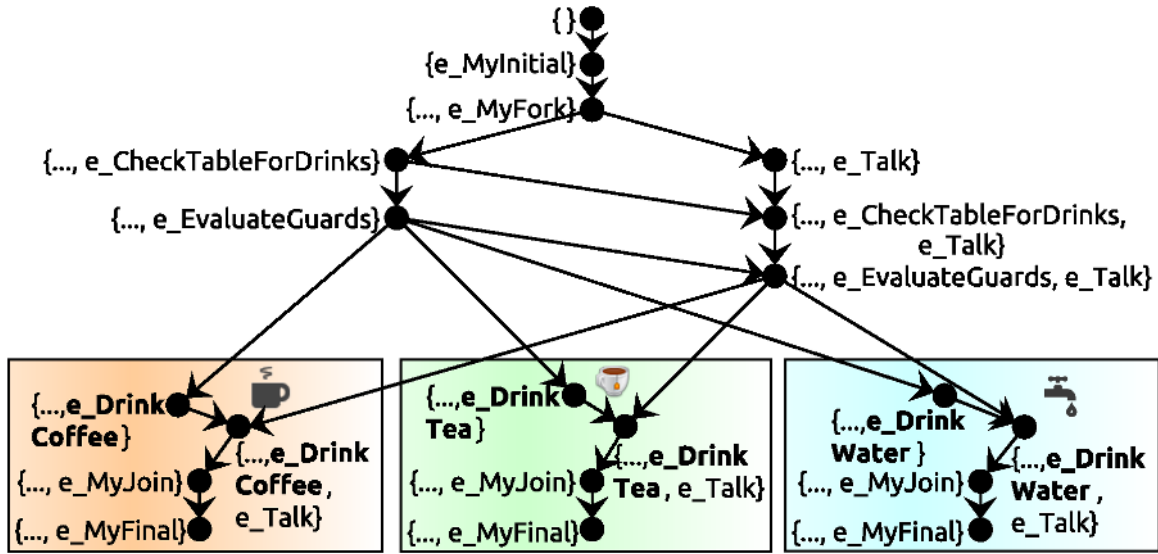 {}
{e_MyInitial}
{..., e_MyFork}
{..., e_CheckTableForDrinks}
{..., e_Talk}
{..., e_EvaluateGuards}
{..., e_CheckTableForDrinks,
e_Talk}
{..., e_EvaluateGuards, e_Talk}
{...,e_Drink
Coffee}
{...,e_Drink
Coffee,
e_Talk}
{..., e_MyJoin}
{..., e_MyFinal}
{...,e_Drink
Tea}
{...,e_Drink
Tea, e_Talk}
{..., e_MyJoin}
{..., e_MyFinal}
{...,e_Drink
Water}
{...,e_Drink
Water,
e_Talk}
{..., e_MyJoin}
{..., e_MyFinal}